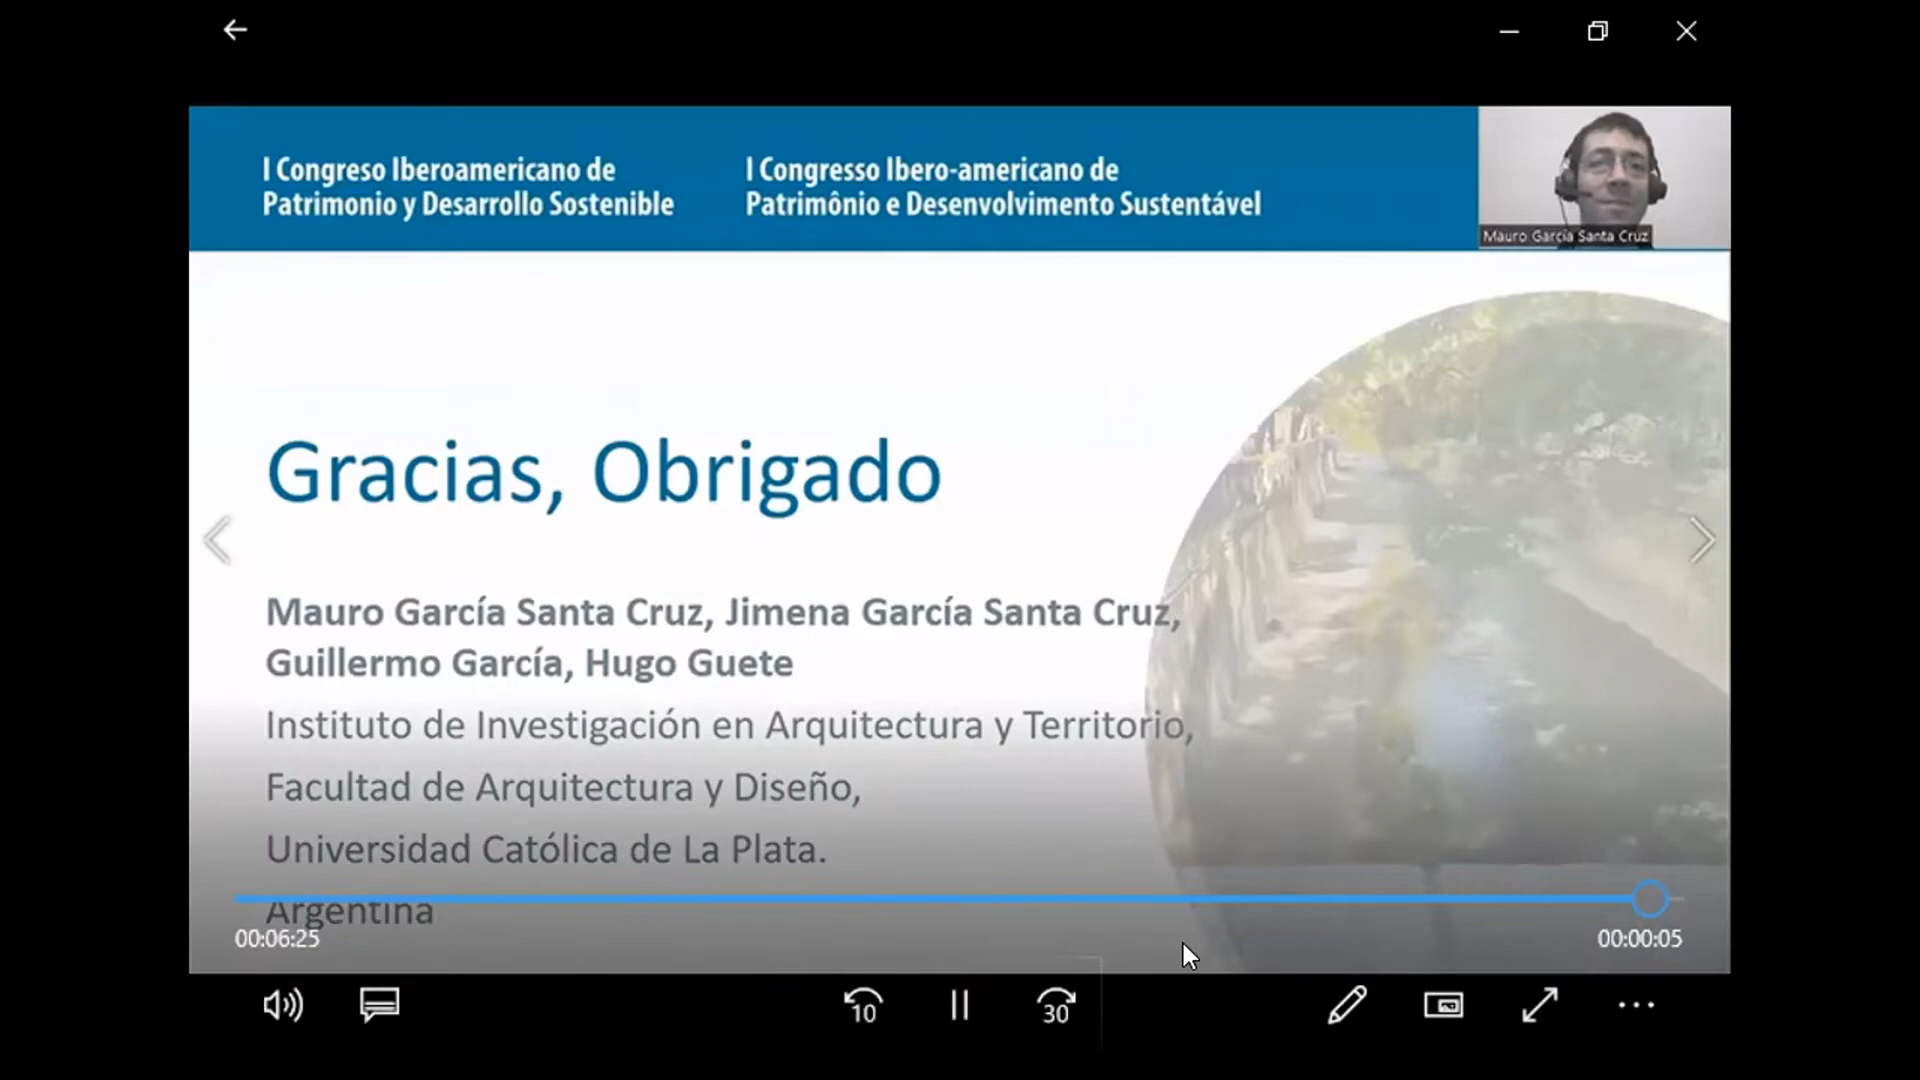 I Congreso Iberoamericano de
Patrimonio y Desarrollo Sostenible
I Congresso Ibero-americano de
Patrimônio e Desenvolvimento Sustentável
Mauro García Santa Cruz
Gracias, Obrigado
Mauro García Santa Cruz, Jimena García Santa Cruz,
Guillermo García, Hugo Guete
Instituto de Investigación en Arquitectura y Territorio,
Facultad de Arquitectura y Diseño,
Universidad Católica de La Plata.
Argentina
00:06:25
00:00:05
10
30